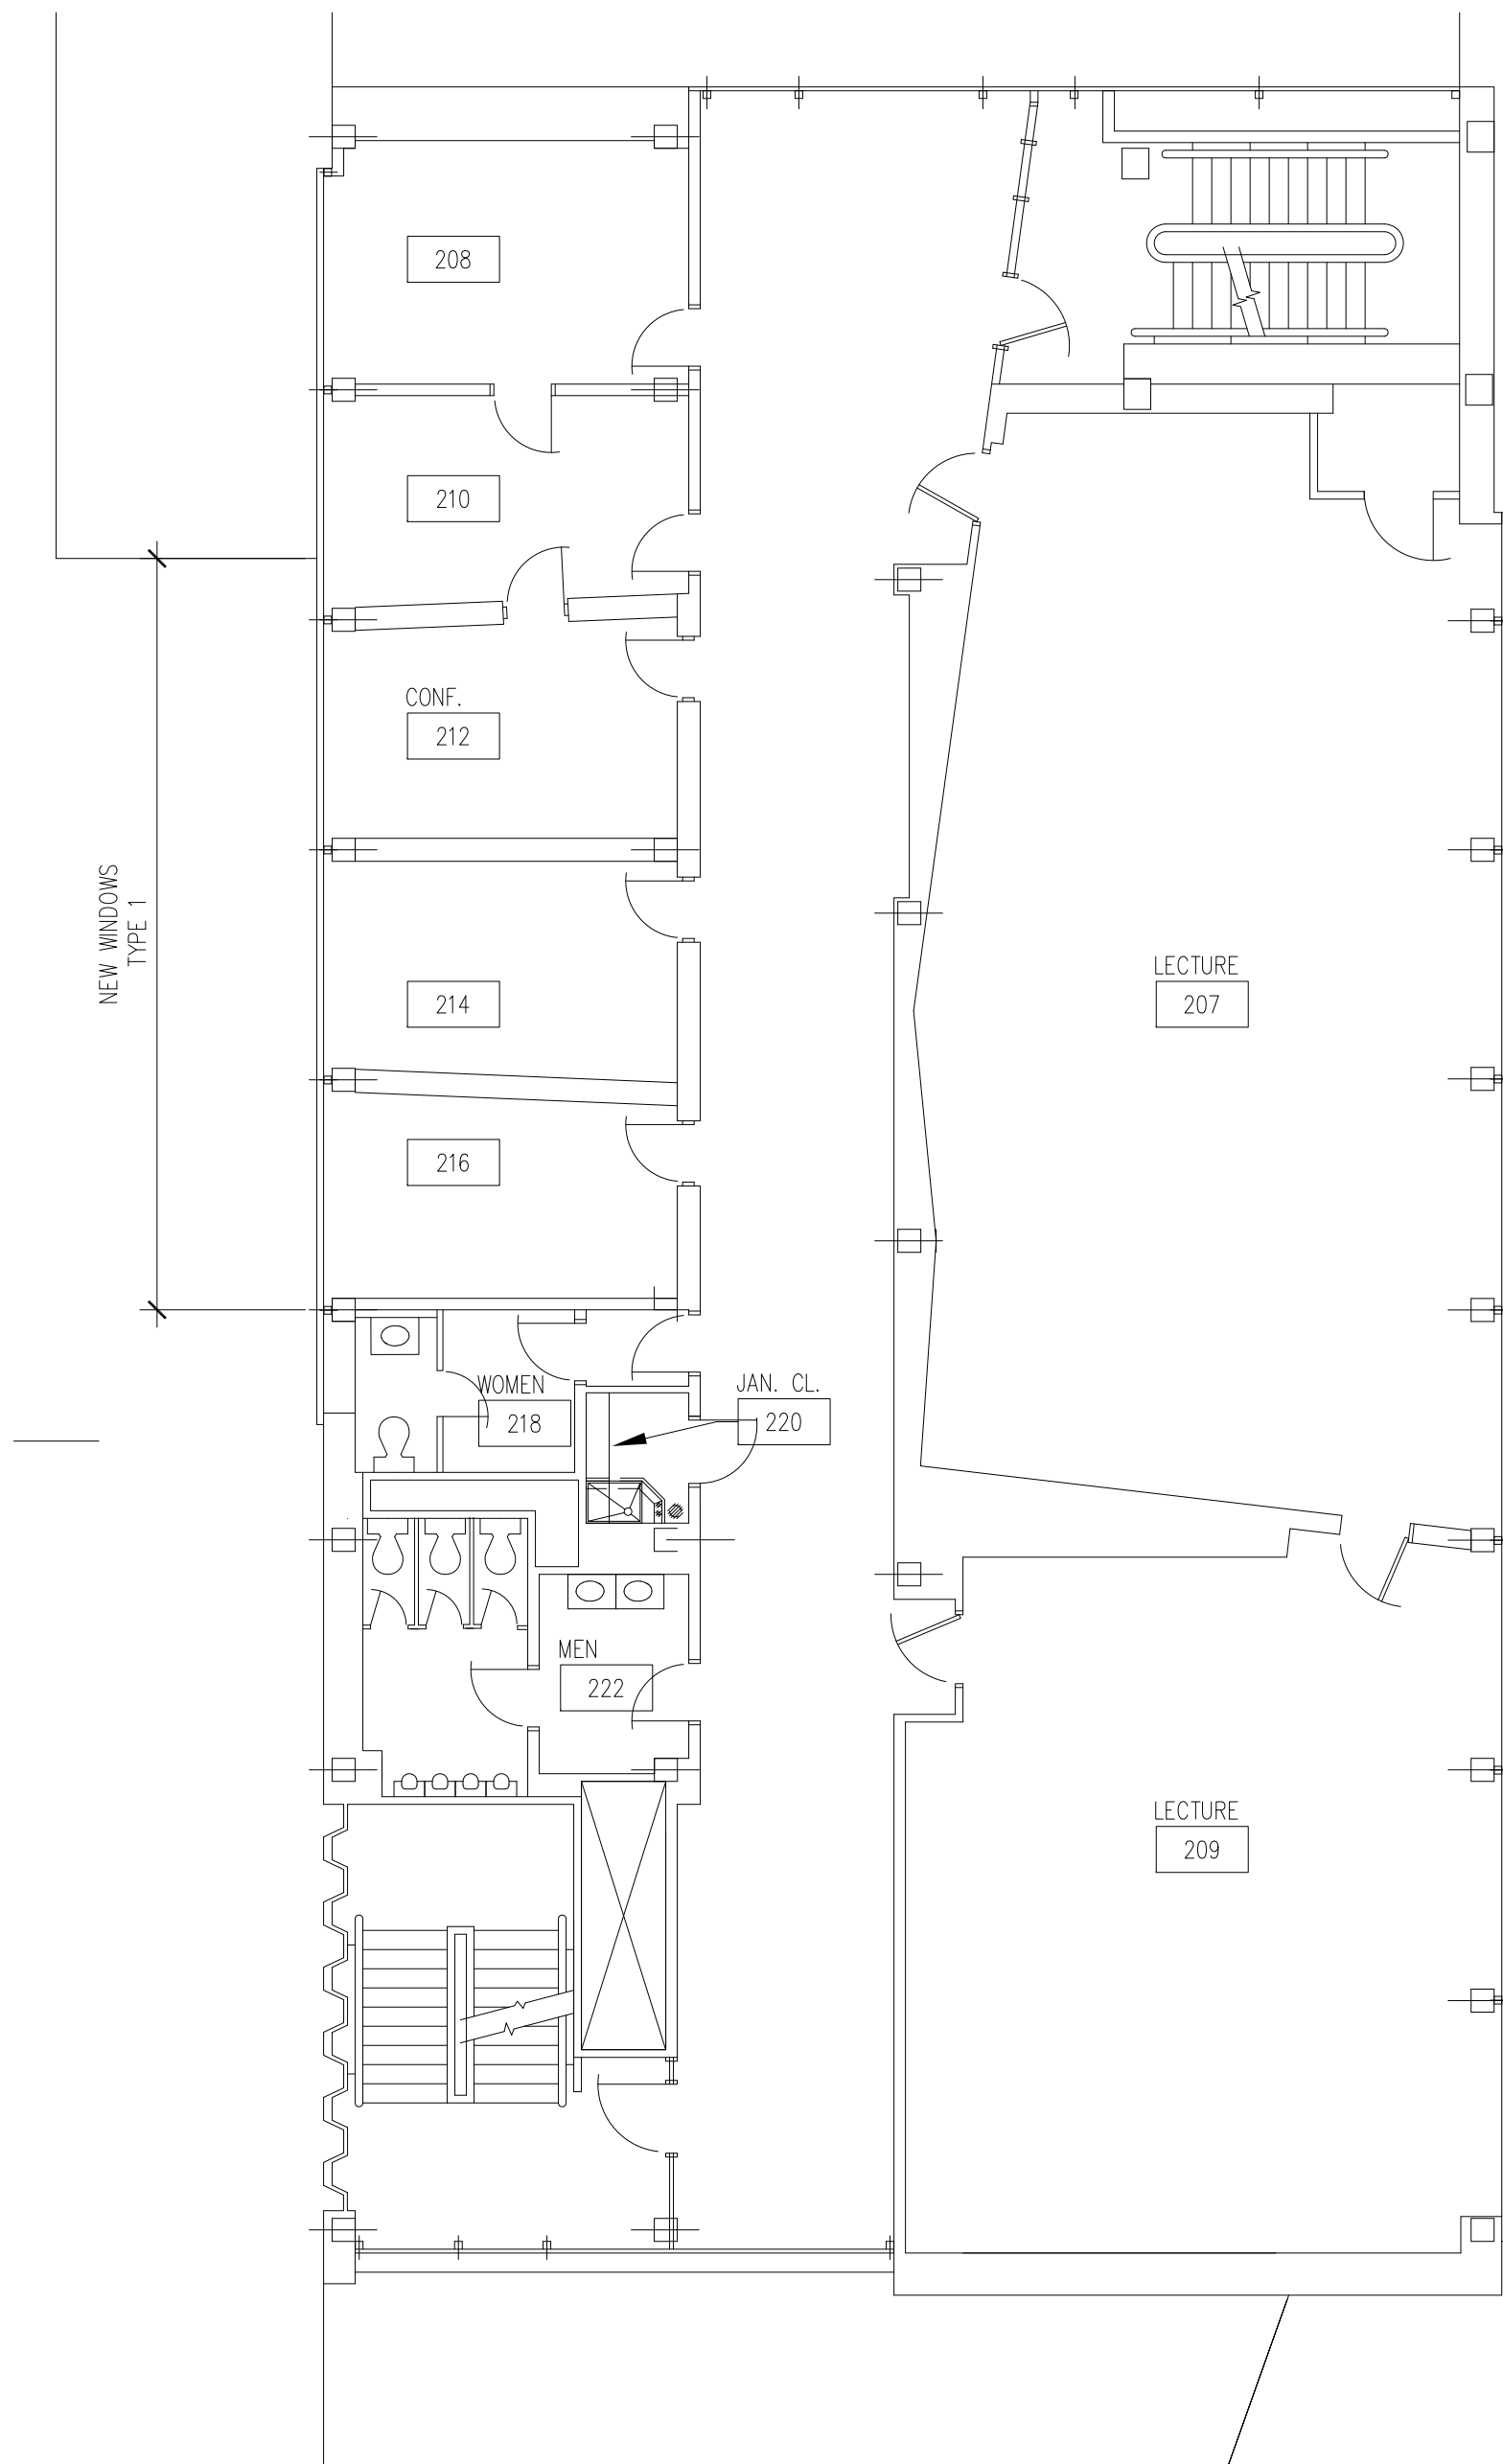 208
210
CONF.
212
NEW WINDOWS
TYPE 1
214
LECTURE
207
216
WOMEN
218
JAN. CL.
220
MEN
222
LECTURE
209